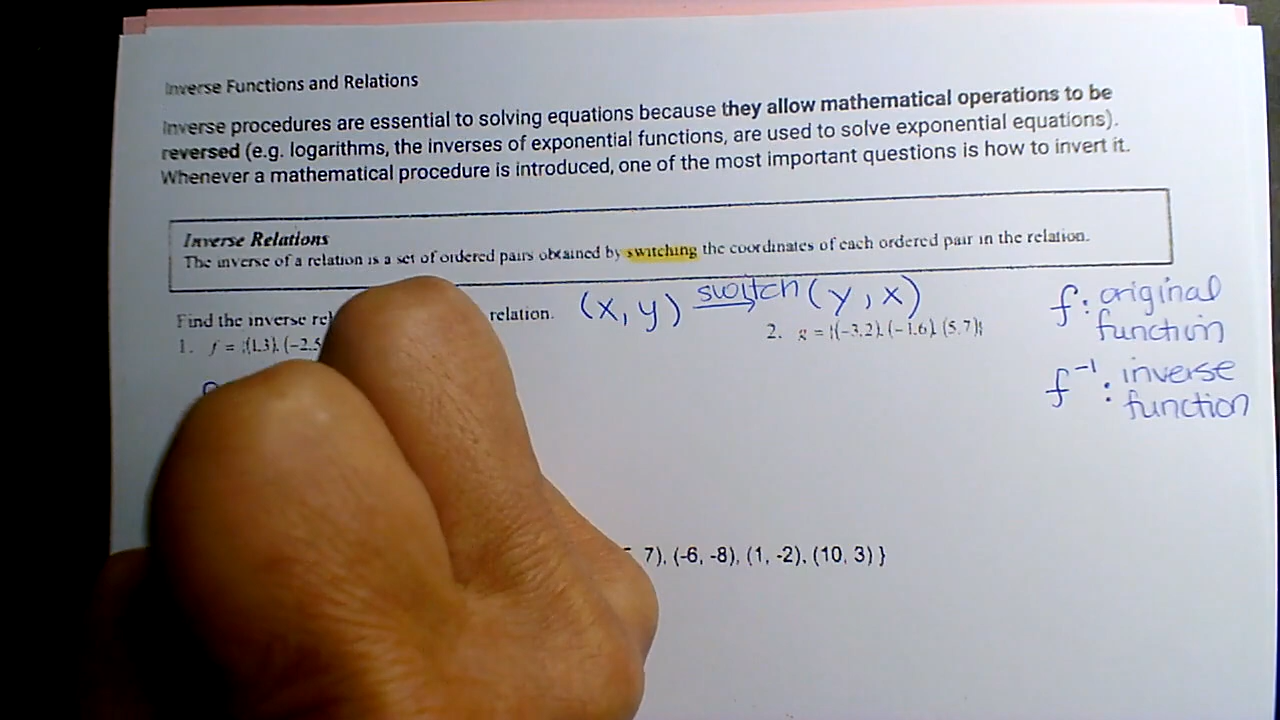 Inverse Functions and Relations
Inverse procedures are essential to solving equations because they allow mathematical operations to be
reversed (e.g. logarithms, the inverses of exponential functions, are used to solve exponential equations).
Whenever a mathematical procedure is introduced, one of the most important questions is how to invert it.
Inverse Relations
The inverse of a relation is a set of ordered pairs obtained by switching the coordinates of each ordered pair in the relation.
Find the inverse relation. (x, y) switch (y, x)
1. f = {(1,3), (-2,5
2. g = {(-3,2), (-1,6), (5,7)}
f: original
function
f⁻¹: inverse
function
7), (-6, -8), (1, -2), (10, 3) }